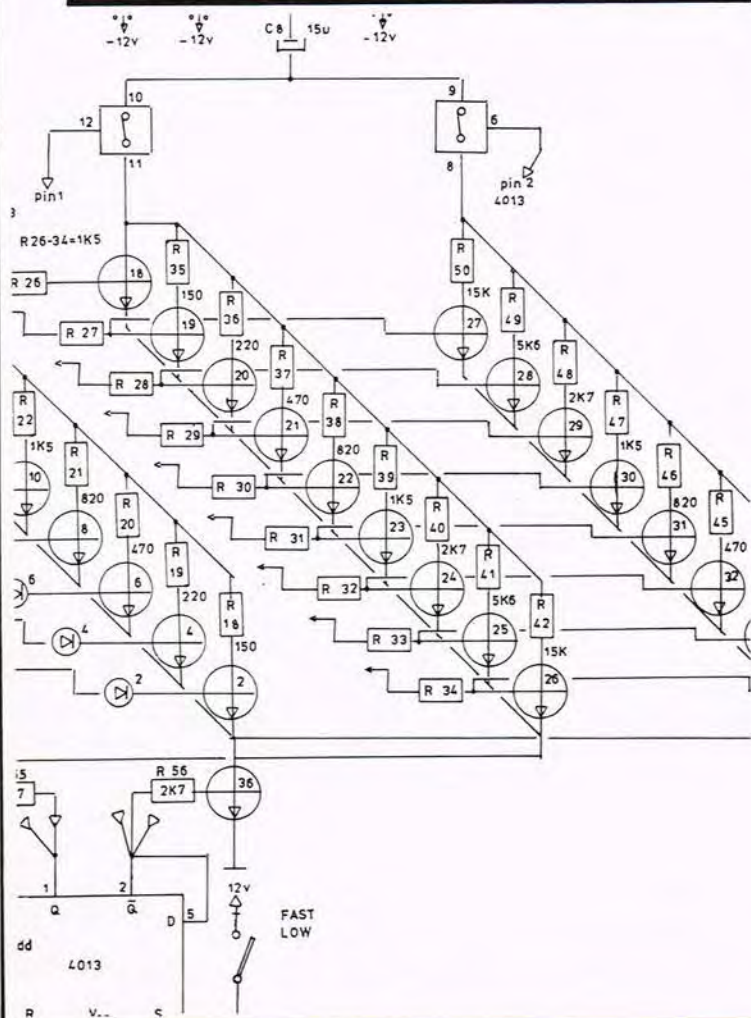 -12v -12v C8 15u -12v
10 9
12 6
11 8
pin1 pin2
4013
R26-34=1K5
R 26 18 R 35 R 50
150 15K
R 27 19 R 36 27 R 49
220 5K6
R 28 20 R 37 28 R 48
R 22 470 2K7
R 29 21 R 38 29 R 47
1K5 R 21 820 1K5
10 R 30 22 R 39 30 R 46
820 R 20 1K5 820
8 R 31 23 R 40 31 R 45
470 R 19 2K7 470
6 6 R 32 24 R 41 32
220 R 18 5K6 R 42
4 4 R 33 25
150 15K
2 2 R 34 26
R 56
7 2K7 36
1 2 12v
Q Q̅ D 5 FAST
LOW
dd
4013
R S